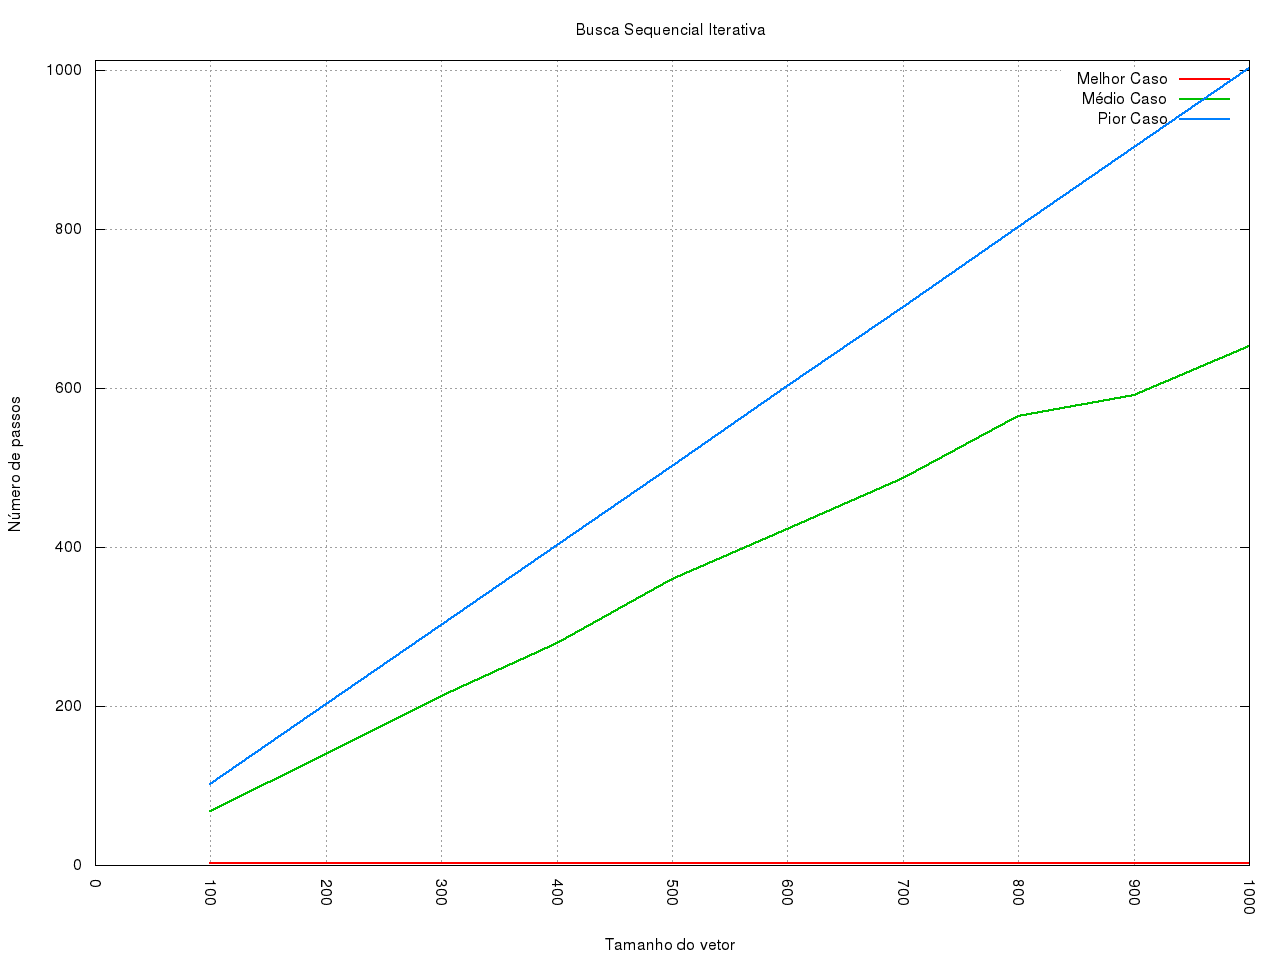 Busca Sequencial Iterativa
Melhor Caso
Médio Caso
Pior Caso
1000
800
600
400
200
0
Número de passos
0 100 200 300 400 500 600 700 800 900 1000
Tamanho do vetor